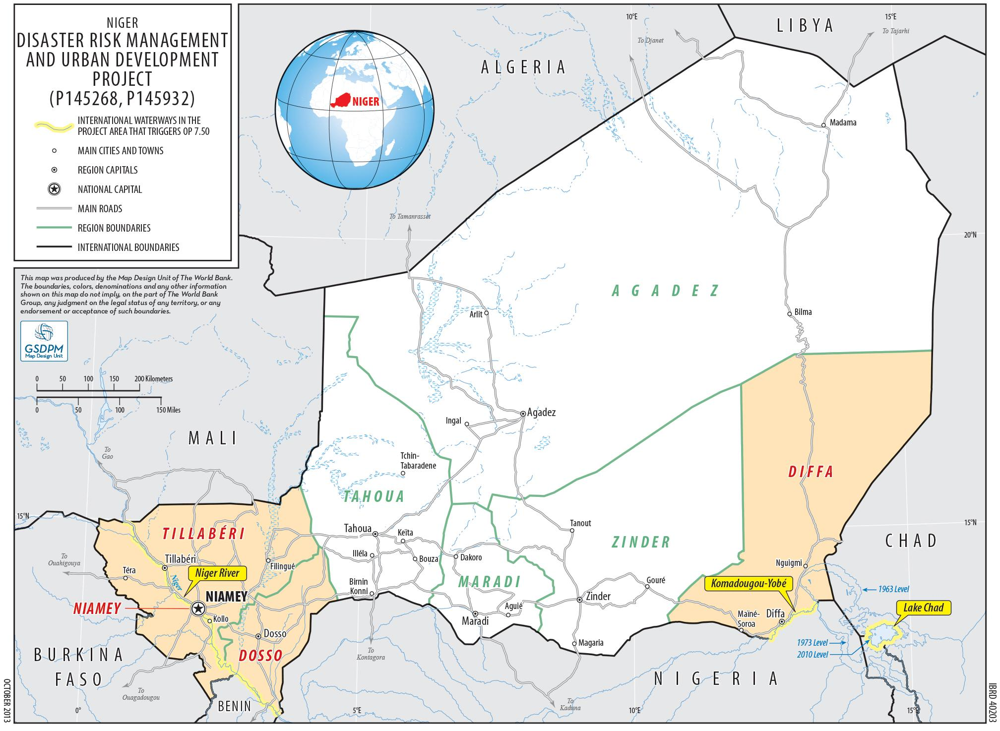 NIGER
DISASTER RISK MANAGEMENT
AND URBAN DEVELOPMENT
PROJECT
(P145268, P145932)
INTERNATIONAL WATERWAYS IN THE
PROJECT AREA THAT TRIGGERS OP 7.50
MAIN CITIES AND TOWNS
REGION CAPITALS
NATIONAL CAPITAL
MAIN ROADS
REGION BOUNDARIES
INTERNATIONAL BOUNDARIES
This map was produced by the Map Design Unit of The World Bank.
The boundaries, colors, denominations and any other information
shown on this map do not imply, on the part of The World Bank
Group, any judgment on the legal status of any territory, or any
endorsement or acceptance of such boundaries.
GSDPM
Map Design Unit
0 50 100 150 200 Kilometers
0 50 100 150 Miles
NIGER
10°E
15°E
LIBYA
To Djanet
To Tajarhi
ALGERIA
Madama
To Tamanrasset
20°N
AGADEZ
Arlit
Bilma
Agadez
Ingal
MALI
To
Gao
Tchin-
Tabaradene
DIFFA
TAHOUA
15°N
15°N
TILLABÉRI
Tahoua
Keïta
Tanout
ZINDER
CHAD
To
Ouahigouya
Tillabéri
Illéla
Bouza
Dakoro
Nguigmi
Téra
Filingué
Niger River
Niger
Birnin
Konni
MARADI
Gouré
Komadougou-Yobé
1963 Level
NIAMEY
NIAMEY
Zinder
Lake Chad
Kollo
Maradi
Aguié
Maïné-
Soroa
Diffa
Dosso
Magaria
1973 Level
2010 Level
BURKINA
FASO
DOSSO
To
Kontagora
NIGERIA
To
Ouagadougou
BENIN
To
Kaduna
0°
5°E
10°E
15°E
OCTOBER 2013
IBRD 40203